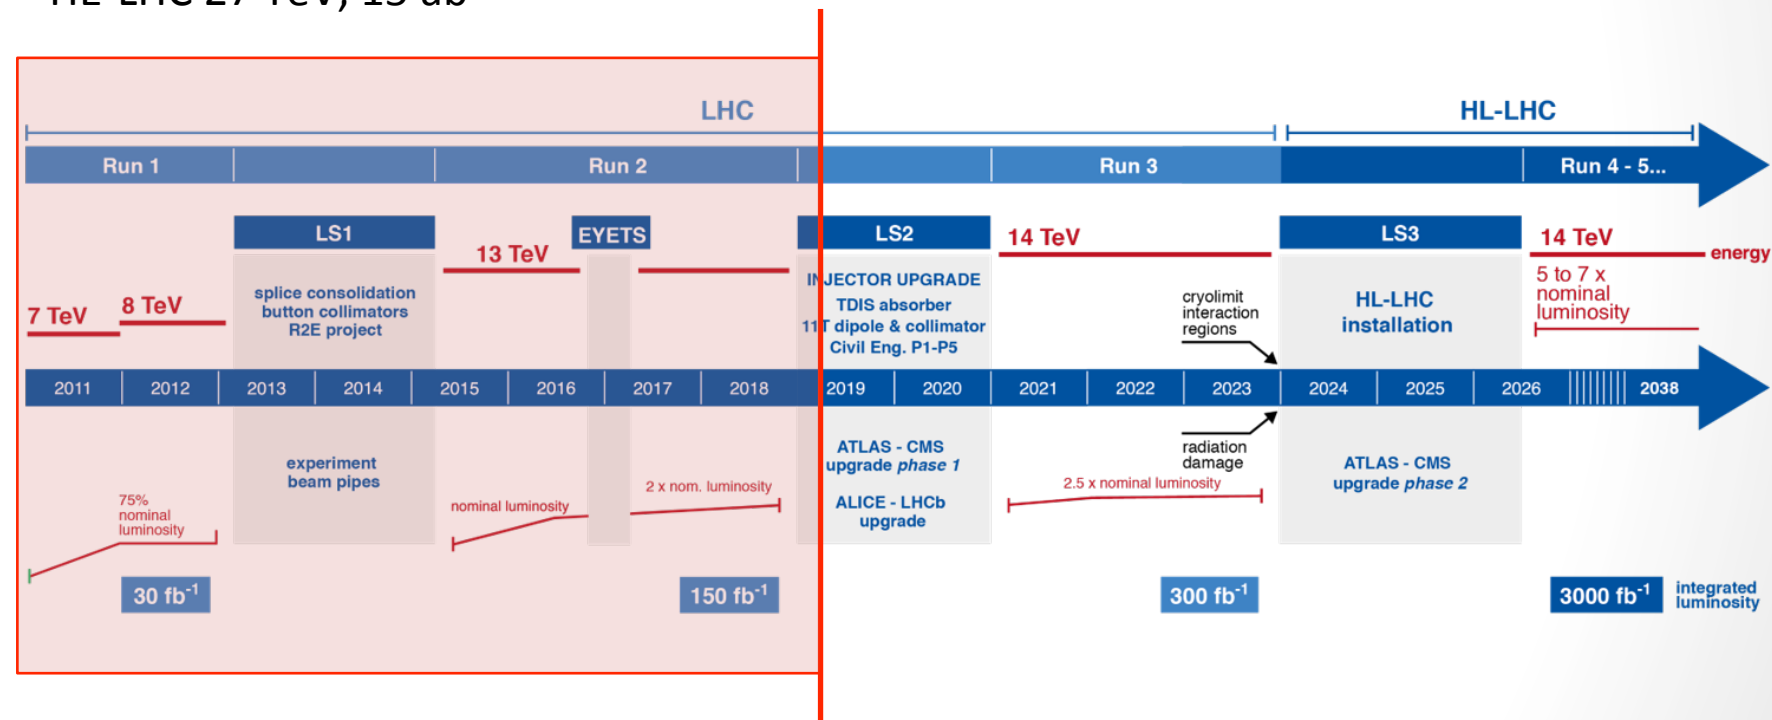 HL-LHC 27 TeV, 15 ab
LHC
HL-LHC
Run 1
Run 2
Run 3
Run 4 - 5...
LS1
EYETS
LS2
LS3
13 TeV
14 TeV
14 TeV
energy
7 TeV
8 TeV
splice consolidation
button collimators
R2E project
INJECTOR UPGRADE
TDIS absorber
11T dipole & collimator
Civil Eng. P1-P5
cryolimit
interaction
regions
HL-LHC
installation
5 to 7 x
nominal
luminosity
2011
2012
2013
2014
2015
2016
2017
2018
2019
2020
2021
2022
2023
2024
2025
2026
2038
75%
nominal
luminosity
experiment
beam pipes
nominal luminosity
2 x nom. luminosity
ATLAS - CMS
upgrade phase 1
ALICE - LHCb
upgrade
radiation
damage
2.5 x nominal luminosity
ATLAS - CMS
upgrade phase 2
30 fb⁻¹
150 fb⁻¹
300 fb⁻¹
3000 fb⁻¹
integrated
luminosity